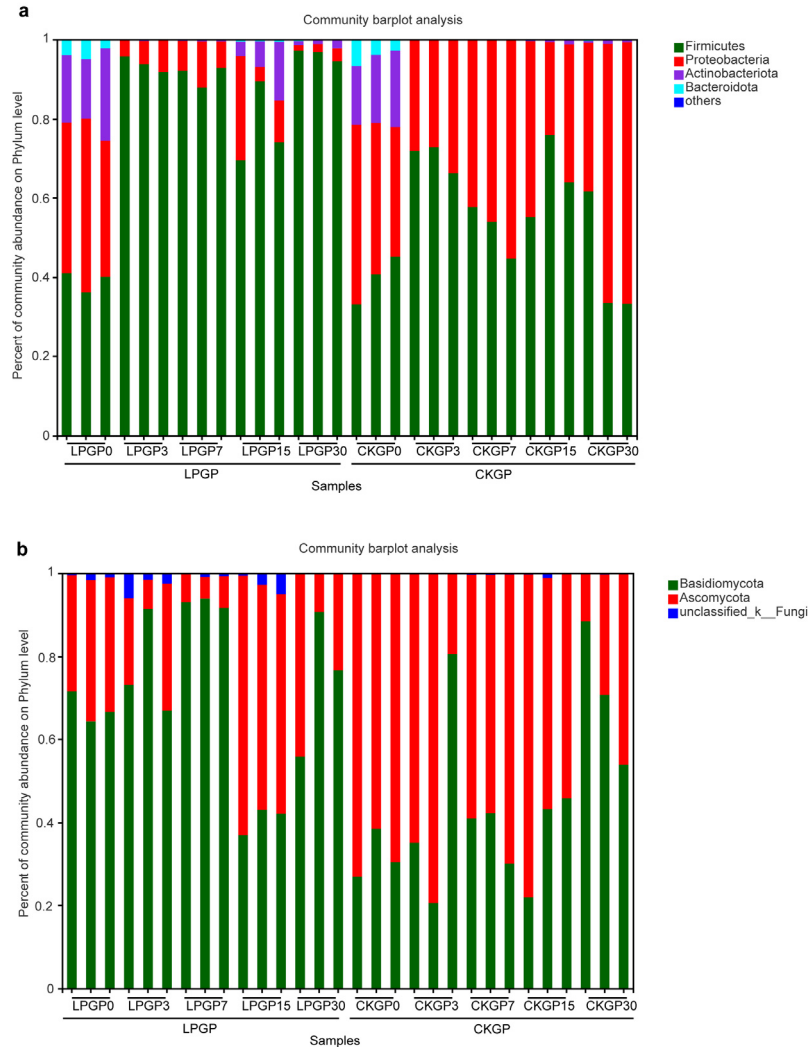 a
Community barplot analysis
Percent of community abundance on Phylum level
1
0.8
0.6
0.4
0.2
0
Firmicutes
Proteobacteria
Actinobacteriota
Bacteroidota
others
LPGP0 LPGP3 LPGP7 LPGP15 LPGP30 CKGP0 CKGP3 CKGP7 CKGP15 CKGP30
LPGP CKGP
Samples
b
Community barplot analysis
Percent of community abundance on Phylum level
1
0.8
0.6
0.4
0.2
0
Basidiomycota
Ascomycota
unclassified_k__Fungi
LPGP0 LPGP3 LPGP7 LPGP15 LPGP30 CKGP0 CKGP3 CKGP7 CKGP15 CKGP30
LPGP CKGP
Samples